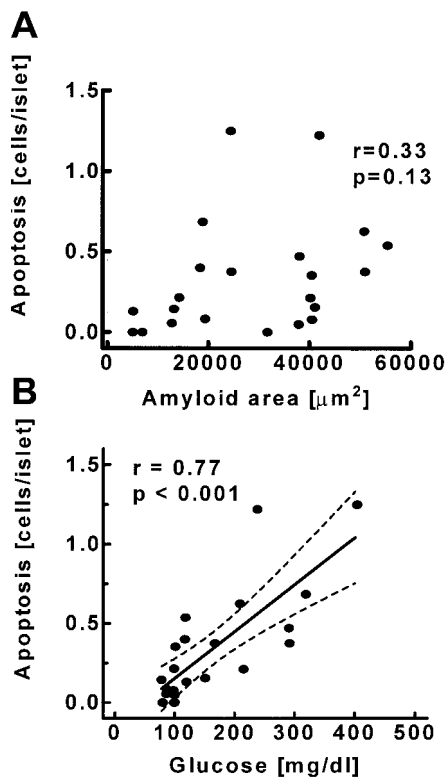 A
Apoptosis [cells/islet]
1.5
1.0
0.5
0.0
r=0.33
p=0.13
0
20000
40000
60000
Amyloid area [μm²]
B
Apoptosis [cells/islet]
1.5
1.0
0.5
0.0
r = 0.77
p < 0.001
0
100
200
300
400
500
Glucose [mg/dl]